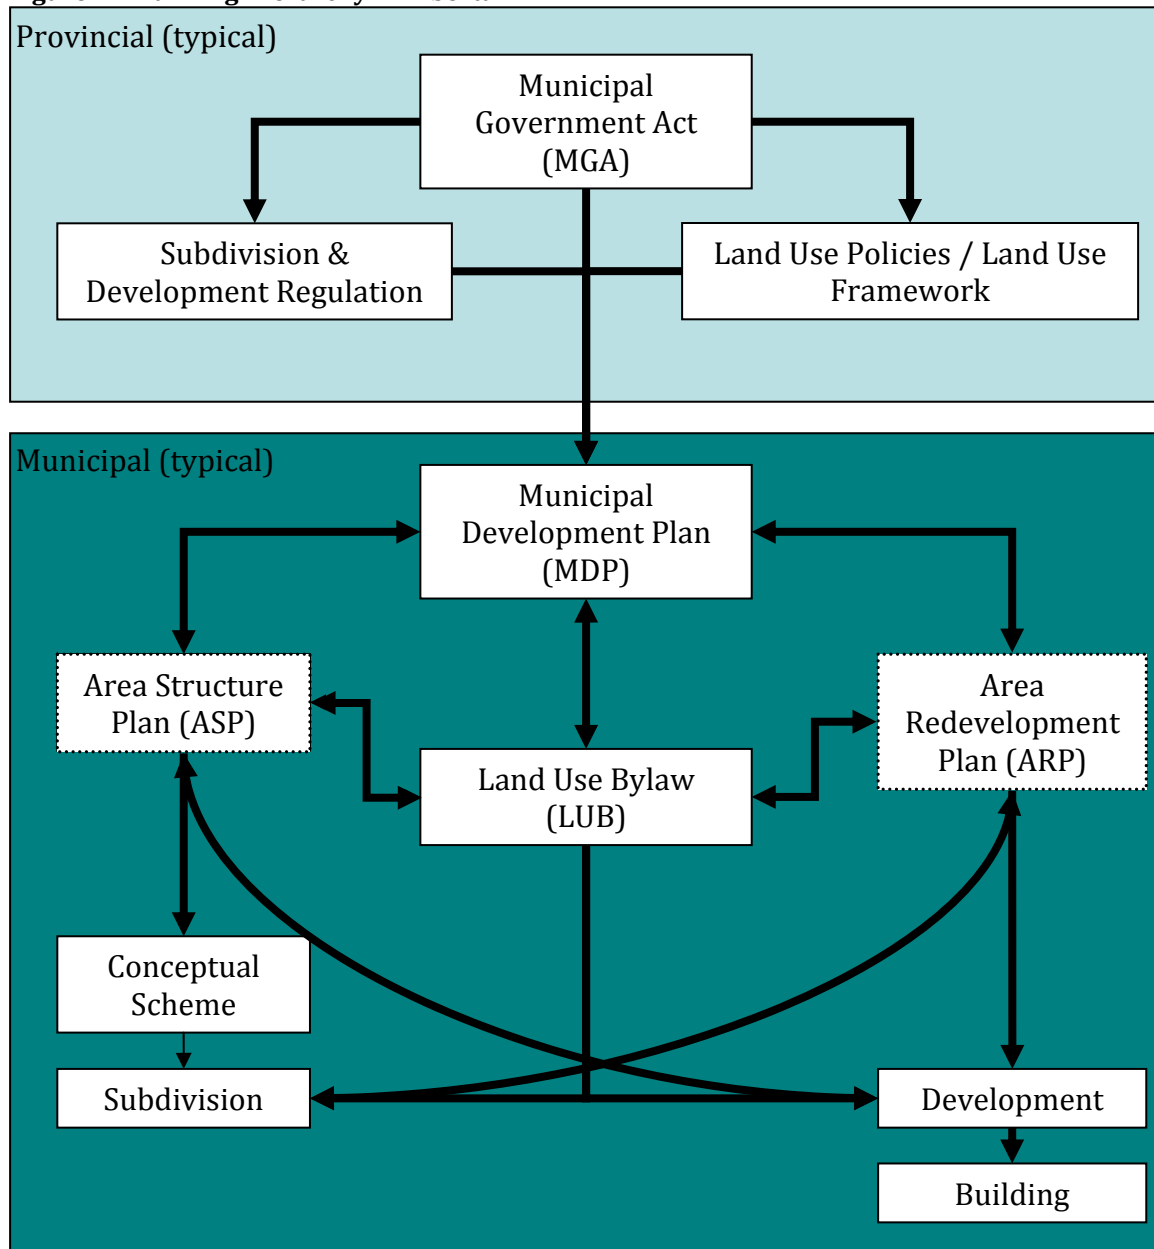 Provincial (typical)
Municipal
Government Act
(MGA)
Subdivision &
Development Regulation
Land Use Policies / Land Use
Framework
Municipal (typical)
Municipal
Development Plan
(MDP)
Area Structure
Plan (ASP)
Area
Redevelopment
Plan (ARP)
Land Use Bylaw
(LUB)
Conceptual
Scheme
Subdivision
Development
Building